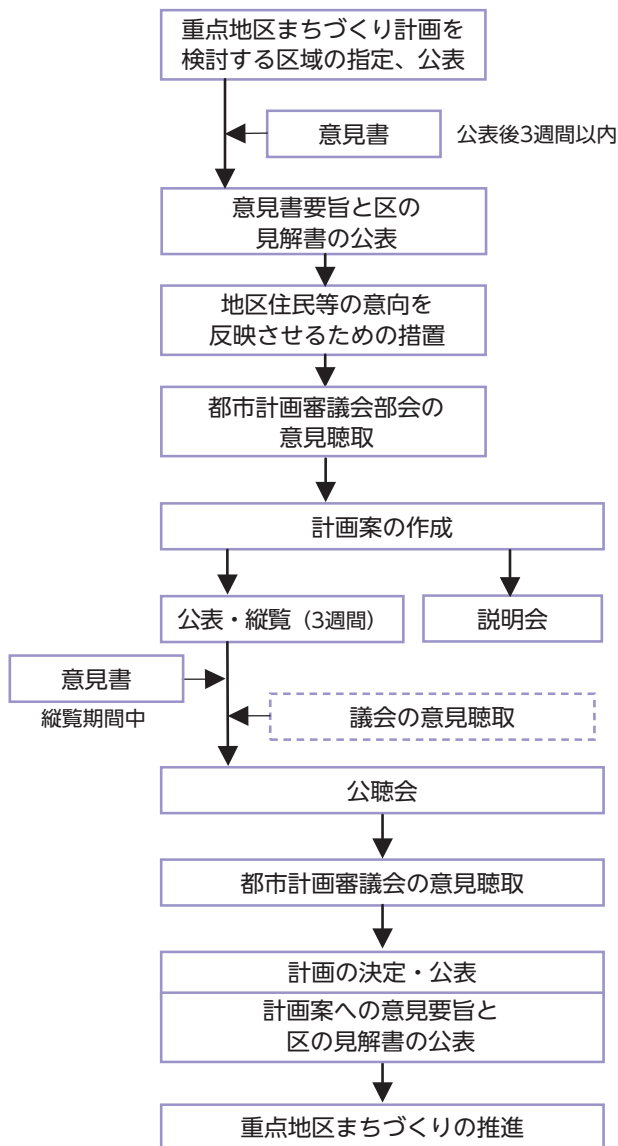 重点地区まちづくり計画を
検討する区域の指定、公表
意見書
公表後3週間以内
意見書要旨と区の
見解書の公表
地区住民等の意向を
反映させるための措置
都市計画審議会部会の
意見聴取
計画案の作成
公表・縦覧（3週間）
説明会
意見書
縦覧期間中
議会の意見聴取
公聴会
都市計画審議会の意見聴取
計画の決定・公表
計画案への意見要旨と
区の見解書の公表
重点地区まちづくりの推進